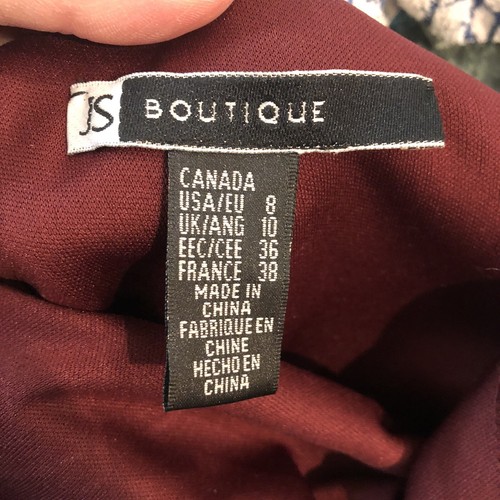 JS BOUTIQUE
CANADA
USA/EU 8
UK/ANG 10
EEC/CEE 36
FRANCE 38
MADE IN
CHINA
FABRIQUE EN
CHINE
HECHO EN
CHINA